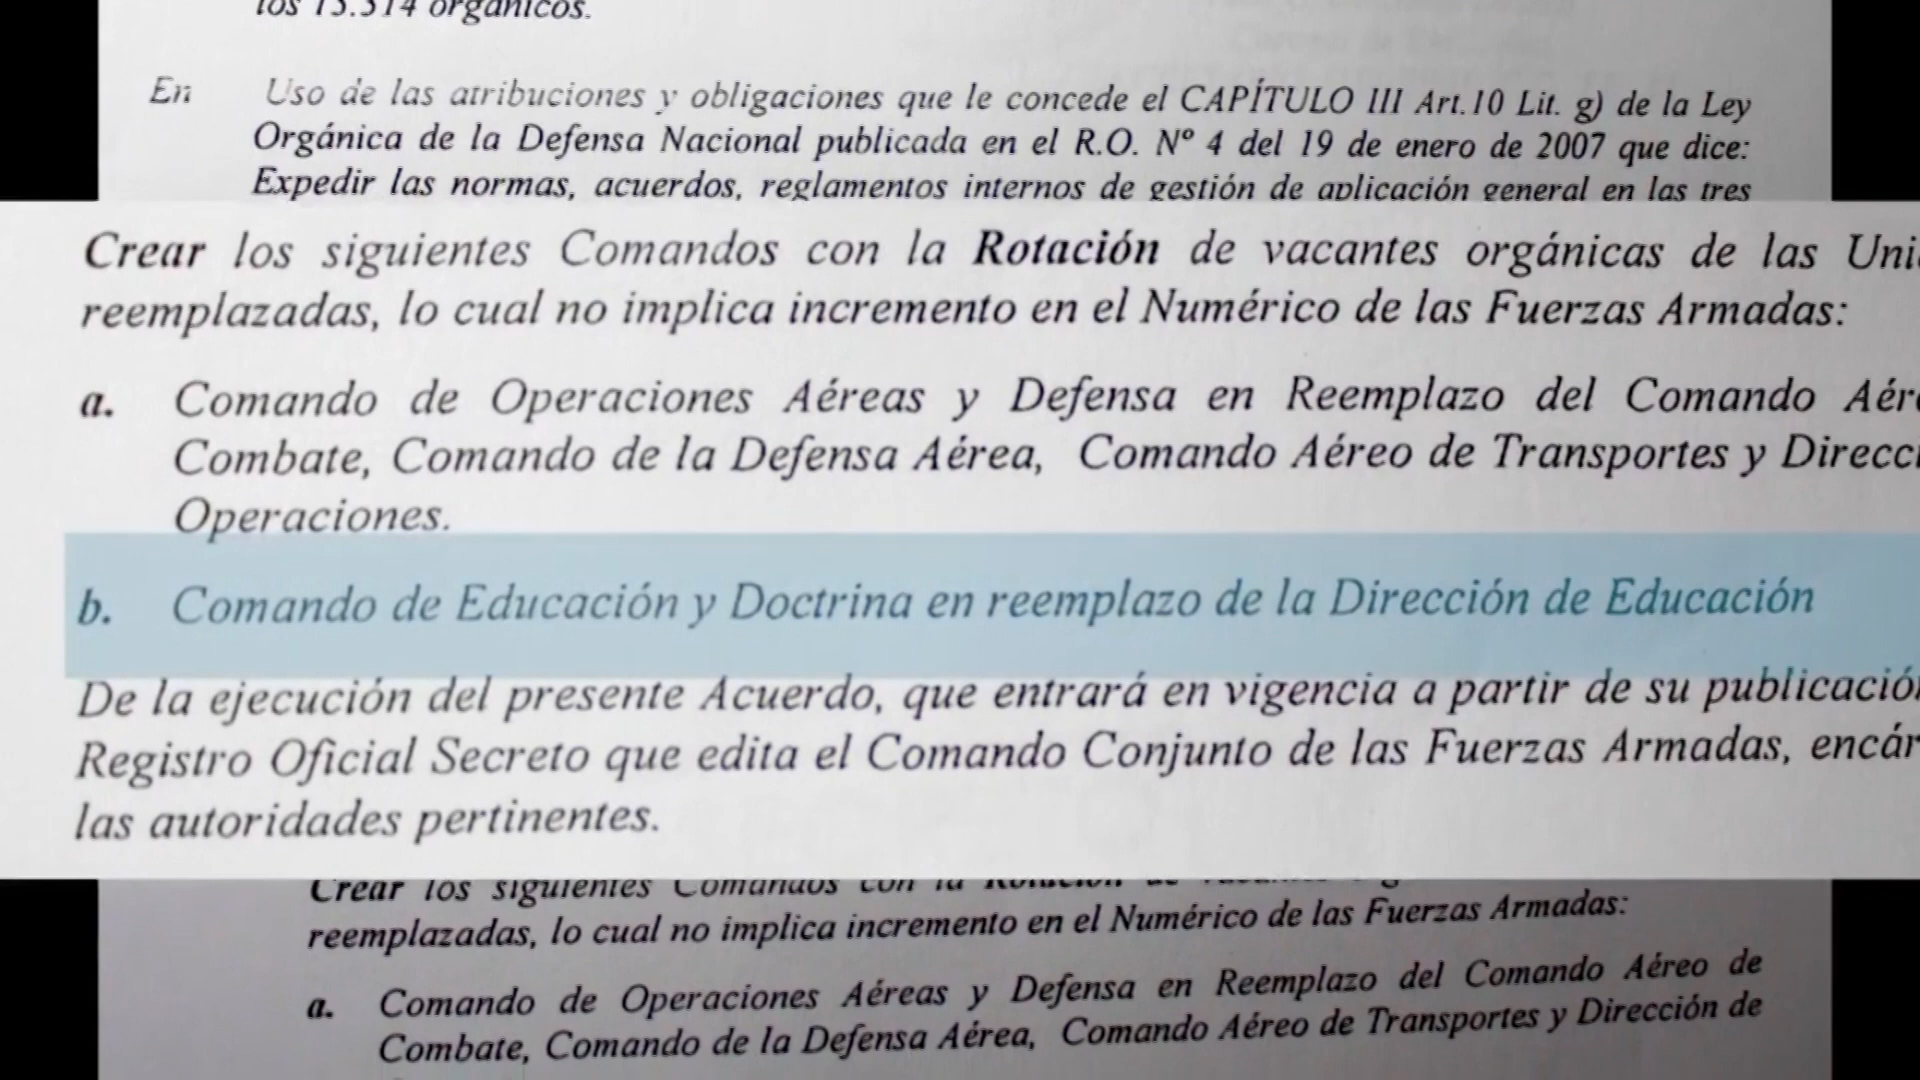 los 13.314 orgánicos.
En Uso de las atribuciones y obligaciones que le concede el CAPÍTULO III Art.10 Lit. g) de la Ley
Orgánica de la Defensa Nacional publicada en el R.O. Nº 4 del 19 de enero de 2007 que dice:
Expedir las normas, acuerdos, reglamentos internos de gestión de aplicación general en las tres
Crear los siguientes Comandos con la Rotación de vacantes orgánicas de las
reemplazadas, lo cual no implica incremento en el Numérico de las Fuerzas Armadas:
a. Comando de Operaciones Aéreas y Defensa en Reemplazo del Comando
Combate, Comando de la Defensa Aérea, Comando Aéreo de Transportes y
Operaciones.
b. Comando de Educación y Doctrina en reemplazo de la Dirección de Educación
De la ejecución del presente Acuerdo, que entrará en vigencia a partir de su
Registro Oficial Secreto que edita el Comando Conjunto de las Fuerzas Armadas,
las autoridades pertinentes.
Crear los siguientes Comandos con la
reemplazadas, lo cual no implica incremento en el Numérico de las Fuerzas Armadas:
a. Comando de Operaciones Aéreas y Defensa en Reemplazo del Comando Aéreo de
Combate, Comando de la Defensa Aérea, Comando Aéreo de Transportes y Dirección de